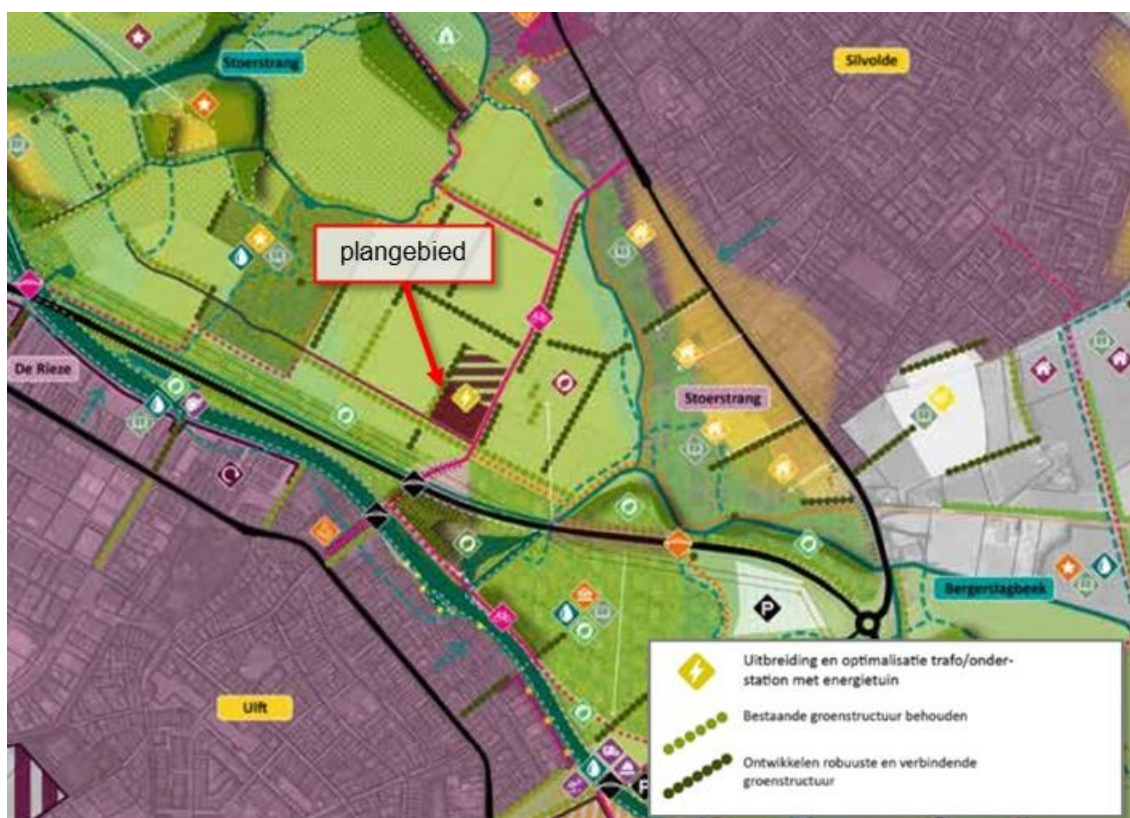 Stoerstrang
Silvolde
plangebied
De Rieze
Stoerstrang
Bergerslagbeek
P
Ulft
Uitbreiding en optimalisatie trafo/onder-
station met energietuin
Bestaande groenstructuur behouden
Ontwikkelen robuuste en verbindende
groenstructuur